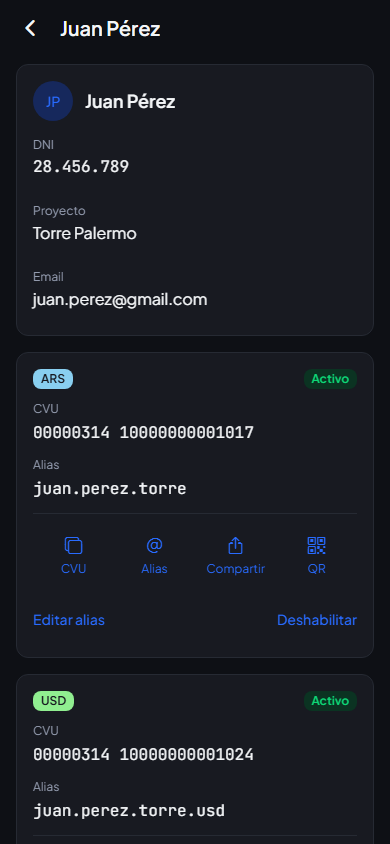 Juan Pérez
JP
Juan Pérez
DNI
28.456.789
Proyecto
Torre Palermo
Email
juan.perez@gmail.com
ARS
Activo
CVU
00000314 10000000001017
Alias
juan.perez.torre
CVU
Alias
Compartir
QR
Editar alias
Deshabilitar
USD
Activo
CVU
00000314 10000000001024
Alias
juan.perez.torre.usd